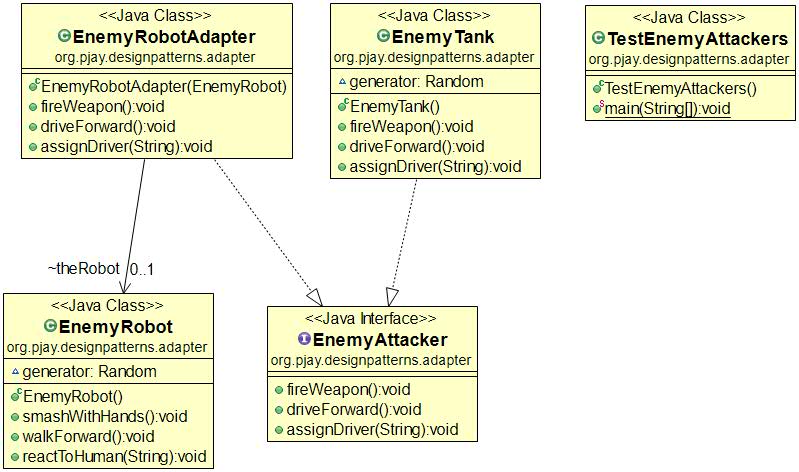 <<Java Class>>
EnemyRobotAdapter
org.pjay.designpatterns.adapter
EnemyRobotAdapter(EnemyRobot)
fireWeapon():void
driveForward():void
assignDriver(String):void
<<Java Class>>
EnemyTank
org.pjay.designpatterns.adapter
generator: Random
EnemyTank()
fireWeapon():void
driveForward():void
assignDriver(String):void
<<Java Class>>
TestEnemyAttackers
org.pjay.designpatterns.adapter
TestEnemyAttackers()
main(String[]):void
~theRobot 0..1
<<Java Class>>
EnemyRobot
org.pjay.designpatterns.adapter
generator: Random
EnemyRobot()
smashWithHands():void
walkForward():void
reactToHuman(String):void
<<Java Interface>>
EnemyAttacker
org.pjay.designpatterns.adapter
fireWeapon():void
driveForward():void
assignDriver(String):void